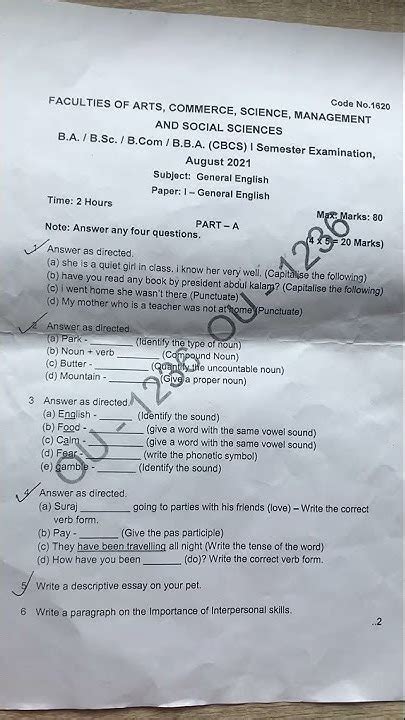 Code No.1620
FACULTIES OF ARTS, COMMERCE, SCIENCE, MANAGEMENT
AND SOCIAL SCIENCES
B.A. / B.Sc. / B.Com / B.B.A. (CBCS) I Semester Examination,
August 2021
Subject: General English
Paper: I – General English
Time: 2 Hours
Max. Marks: 80
PART – A
Note: Answer any four questions.
(4 x 5 = 20 Marks)
1 Answer as directed.
(a) she is a quiet girl in class. i know her very well. (Capitalise the following)
(b) have you read any book by president abdul kalam? (Capitalise the following)
(c) i went home she wasn't there (Punctuate)
(d) My mother who is a teacher was not at home (Punctuate)
2 Answer as directed.
(a) Park - ________ (Identify the type of noun)
(b) Noun + verb ________ (Compound Noun)
(c) Butter - ________ (Quantify the uncountable noun)
(d) Mountain - ________ (Give a proper noun)
3 Answer as directed.
(a) English - ________ (Identify the sound)
(b) Food - ________ (give a word with the same vowel sound)
(c) Calm - ________ (give a word with the same vowel sound)
(d) Fear - ________ (write the phonetic symbol)
(e) gamble - ________ (Identify the sound)
4 Answer as directed.
(a) Suraj ________ going to parties with his friends (love) – Write the correct
verb form.
(b) Pay - ________ (Give the pas participle)
(c) They have been travelling all night (Write the tense of the word)
(d) How have you been ________ (do)? Write the correct verb form.
5 Write a descriptive essay on your pet.
6 Write a paragraph on the Importance of Interpersonal skills.
..2
OU - 1236 OU - 1236